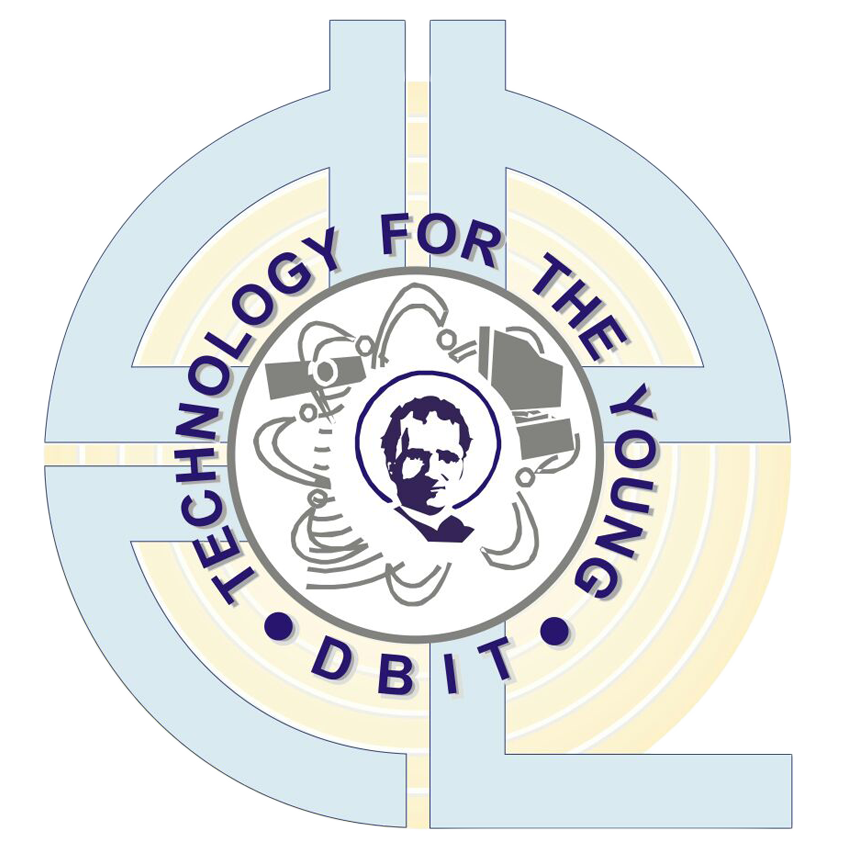 TECHNOLOGY FOR THE YOUNG
• DBIT •